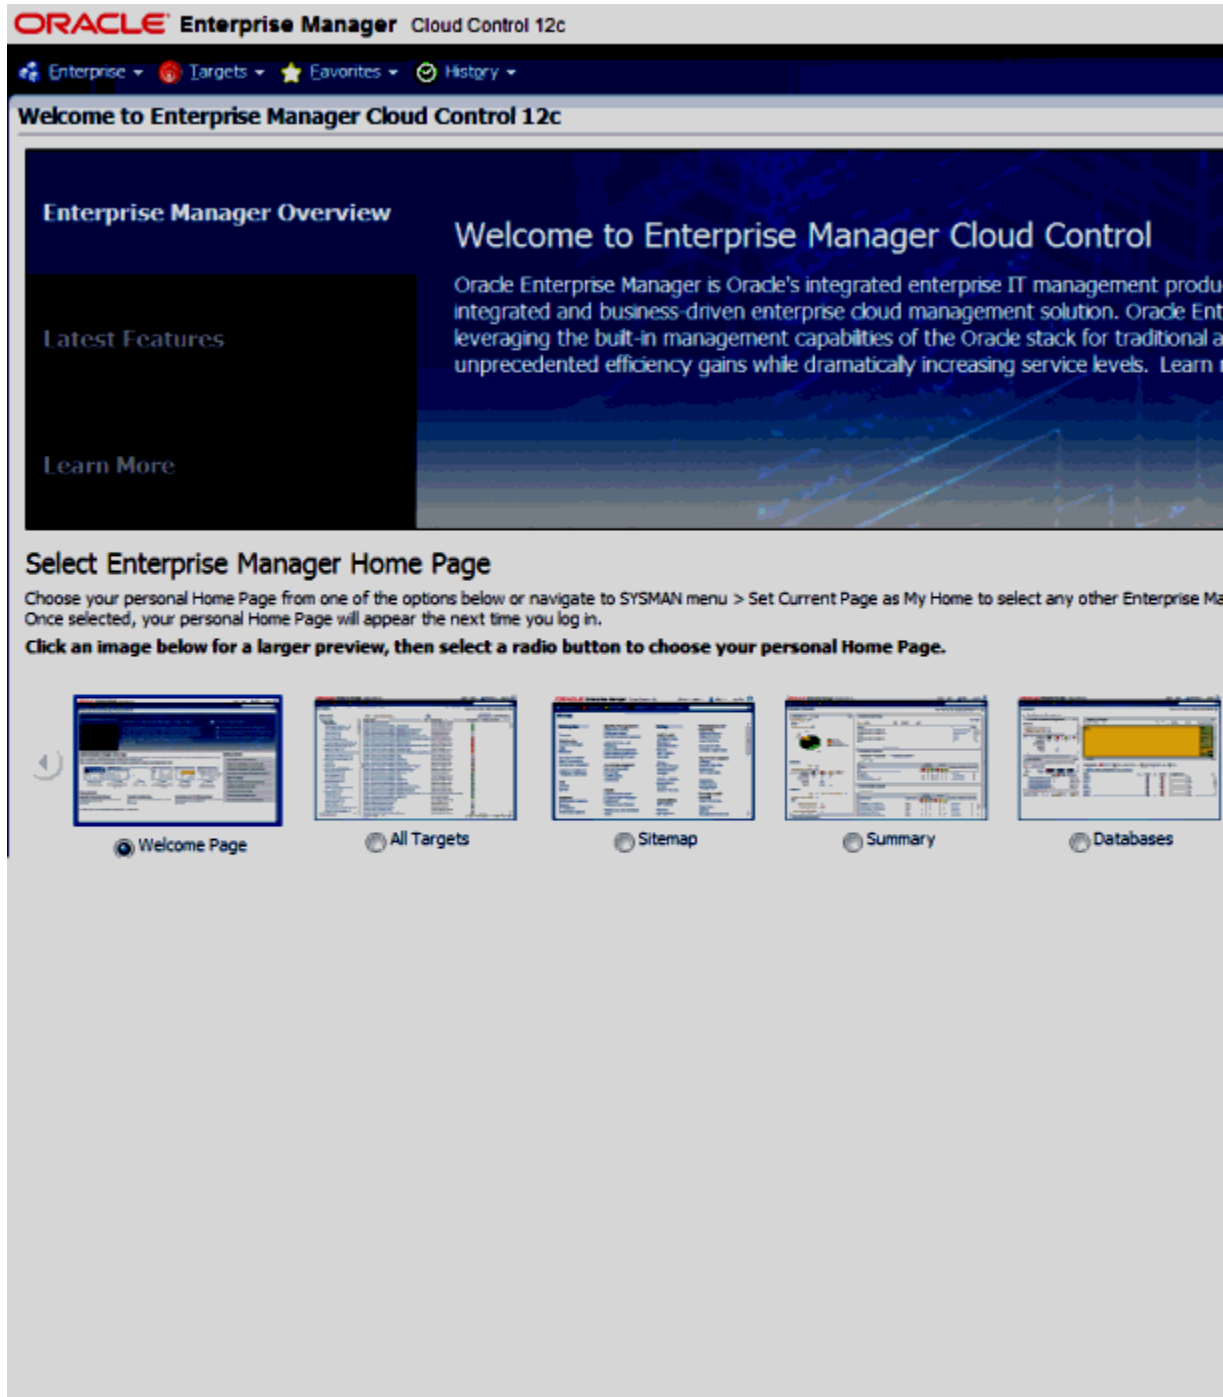 ORACLE Enterprise Manager Cloud Control 12c
Enterprise Targets Favorites History
Welcome to Enterprise Manager Cloud Control 12c
Enterprise Manager Overview
Latest Features
Learn More
Welcome to Enterprise Manager Cloud Control
Oracle Enterprise Manager is Oracle's integrated enterprise IT management produ
integrated and business-driven enterprise cloud management solution. Oracle Ent
leveraging the built-in management capabilities of the Oracle stack for traditional a
unprecedented efficiency gains while dramatically increasing service levels. Learn
Select Enterprise Manager Home Page
Choose your personal Home Page from one of the options below or navigate to SYSMAN menu > Set Current Page as My Home to select any other Enterprise Ma
Once selected, your personal Home Page will appear the next time you log in.
Click an image below for a larger preview, then select a radio button to choose your personal Home Page.
Welcome Page All Targets Sitemap Summary Databases